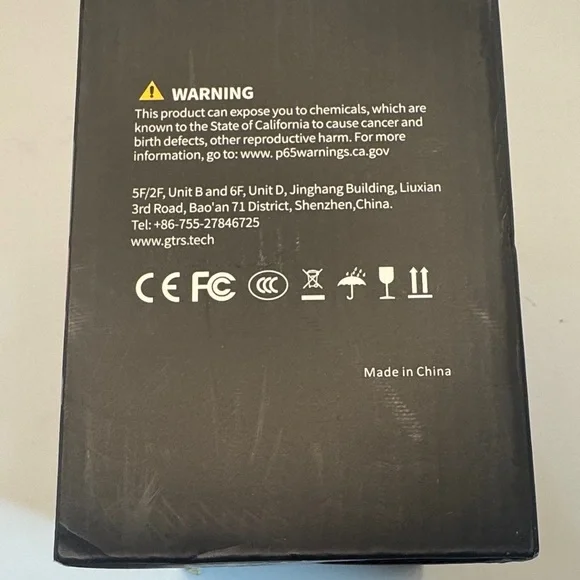 WARNING
This product can expose you to chemicals, which are
known to the State of California to cause cancer and
birth defects, other reproductive harm. For more
information, go to: www. p65warnings.ca.gov
5F/2F, Unit B and 6F, Unit D, Jinghang Building, Liuxian
3rd Road, Bao'an 71 District, Shenzhen,China.
Tel: +86-755-27846725
www.gtrs.tech
CE FC CCC
Made in China